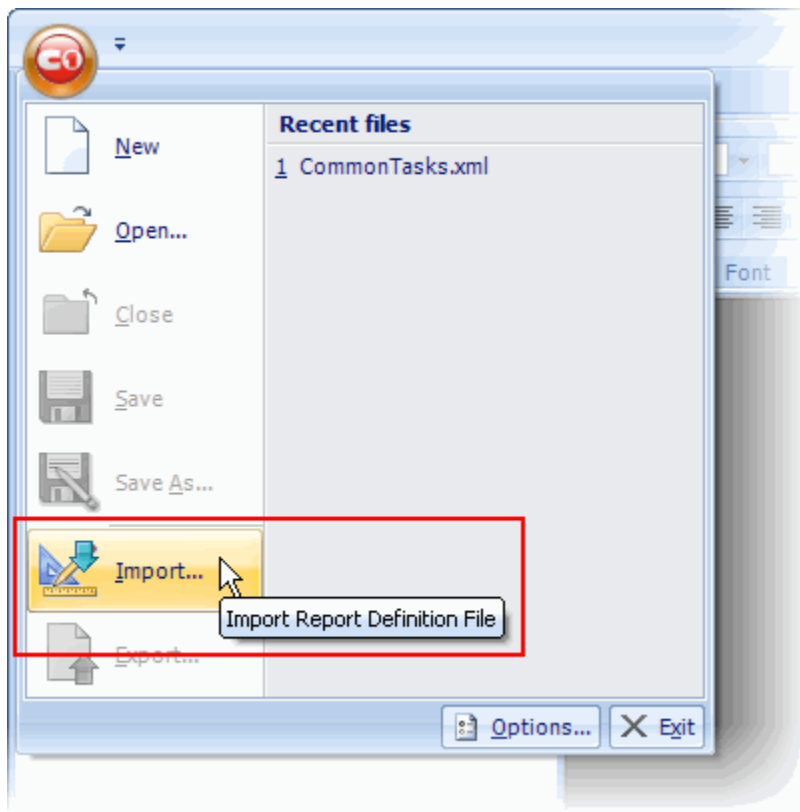 C1
New
Open...
Close
Save
Save As...
Import...
Export...
Recent files
1 CommonTasks.xml
Import Report Definition File
Font
Options...
Exit